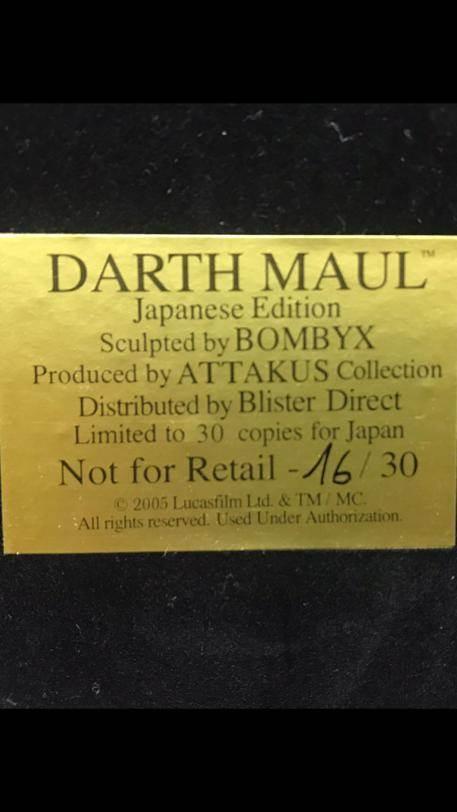 DARTH MAUL™
Japanese Edition
Sculpted by BOMBYX
Produced by ATTAKUS Collection
Distributed by Blister Direct
Limited to 30 copies for Japan
Not for Retail - 16 / 30
© 2005 Lucasfilm Ltd. & TM / MC.
All rights reserved. Used Under Authorization.